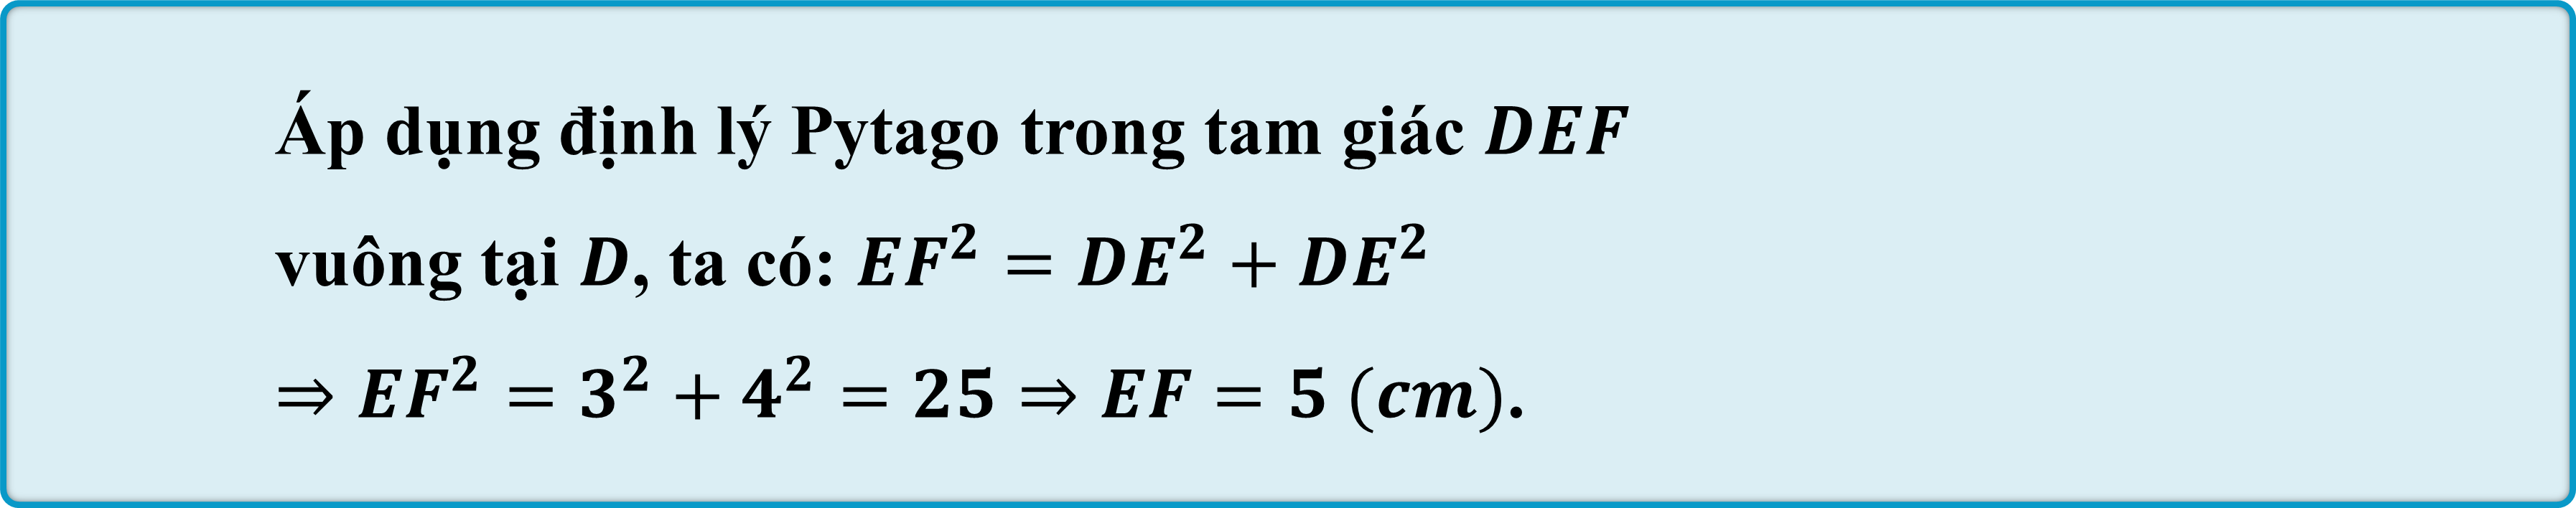 Áp dụng định lý Pytago trong tam giác DEF
vuông tại D, ta có: EF² = DE² + DE²
⇒ EF² = 3² + 4² = 25 ⇒ EF = 5 (cm).